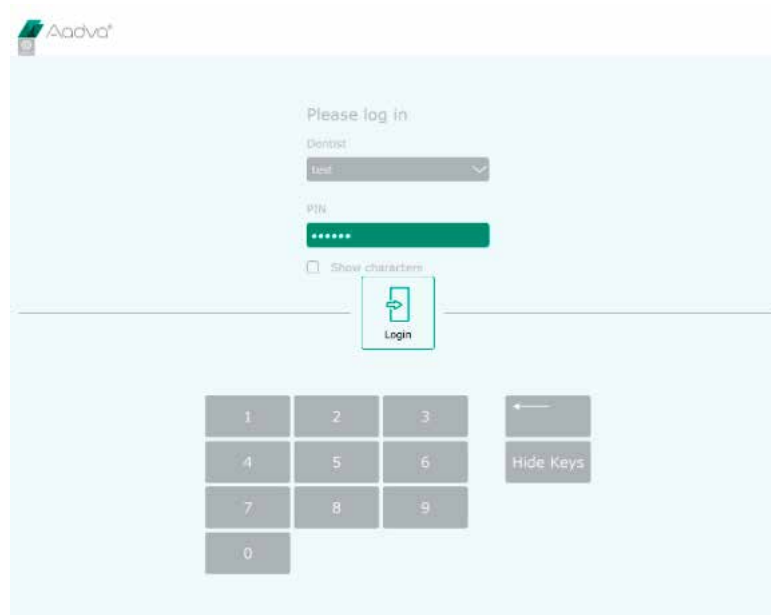 Aadva®
Please log in
Dentist
test
PIN
••••••
Show characters
Login
1 2 3
4 5 6 Hide Keys
7 8 9
0